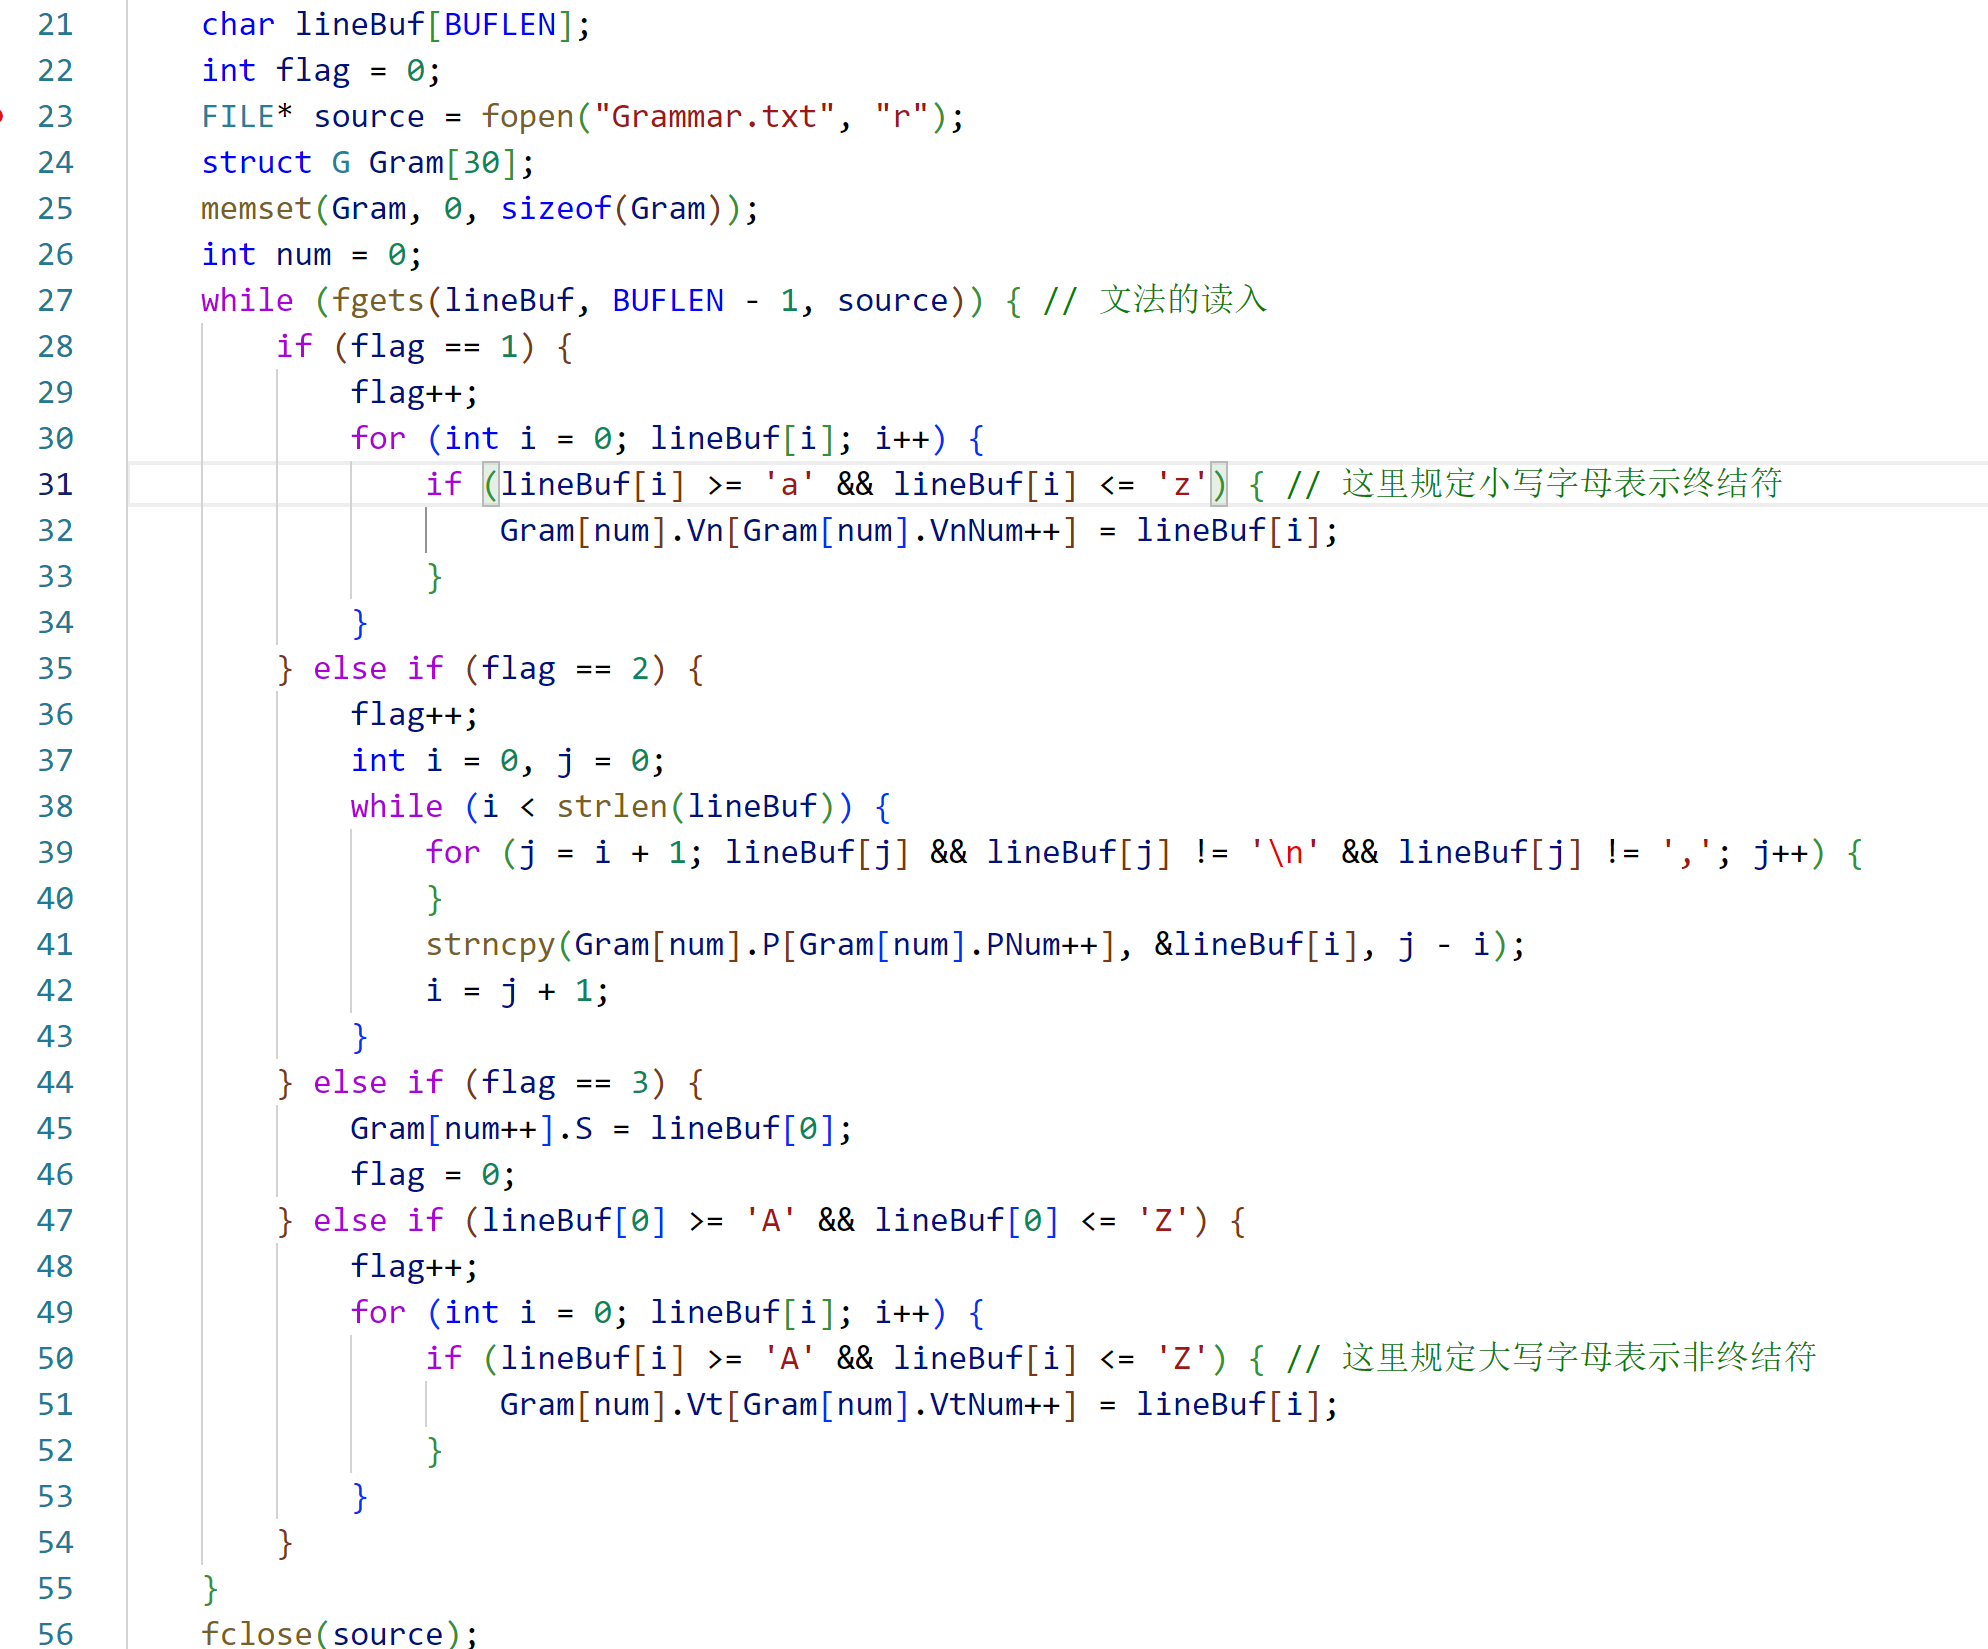 21 char lineBuf[BUFLEN];
22 int flag = 0;
23 FILE* source = fopen("Grammar.txt", "r");
24 struct G Gram[30];
25 memset(Gram, 0, sizeof(Gram));
26 int num = 0;
27 while (fgets(lineBuf, BUFLEN - 1, source)) { // 文法的读入
28 if (flag == 1) {
29 flag++;
30 for (int i = 0; lineBuf[i]; i++) {
31 if (lineBuf[i] >= 'a' && lineBuf[i] <= 'z') { // 这里规定小写字母表示终结符
32 Gram[num].Vn[Gram[num].VnNum++] = lineBuf[i];
33 }
34 }
35 } else if (flag == 2) {
36 flag++;
37 int i = 0, j = 0;
38 while (i < strlen(lineBuf)) {
39 for (j = i + 1; lineBuf[j] && lineBuf[j] != '\n' && lineBuf[j] != ','; j++) {
40 }
41 strncpy(Gram[num].P[Gram[num].PNum++], &lineBuf[i], j - i);
42 i = j + 1;
43 }
44 } else if (flag == 3) {
45 Gram[num++].S = lineBuf[0];
46 flag = 0;
47 } else if (lineBuf[0] >= 'A' && lineBuf[0] <= 'Z') {
48 flag++;
49 for (int i = 0; lineBuf[i]; i++) {
50 if (lineBuf[i] >= 'A' && lineBuf[i] <= 'Z') { // 这里规定大写字母表示非终结符
51 Gram[num].Vt[Gram[num].VtNum++] = lineBuf[i];
52 }
53 }
54 }
55 }
56 fclose(source);